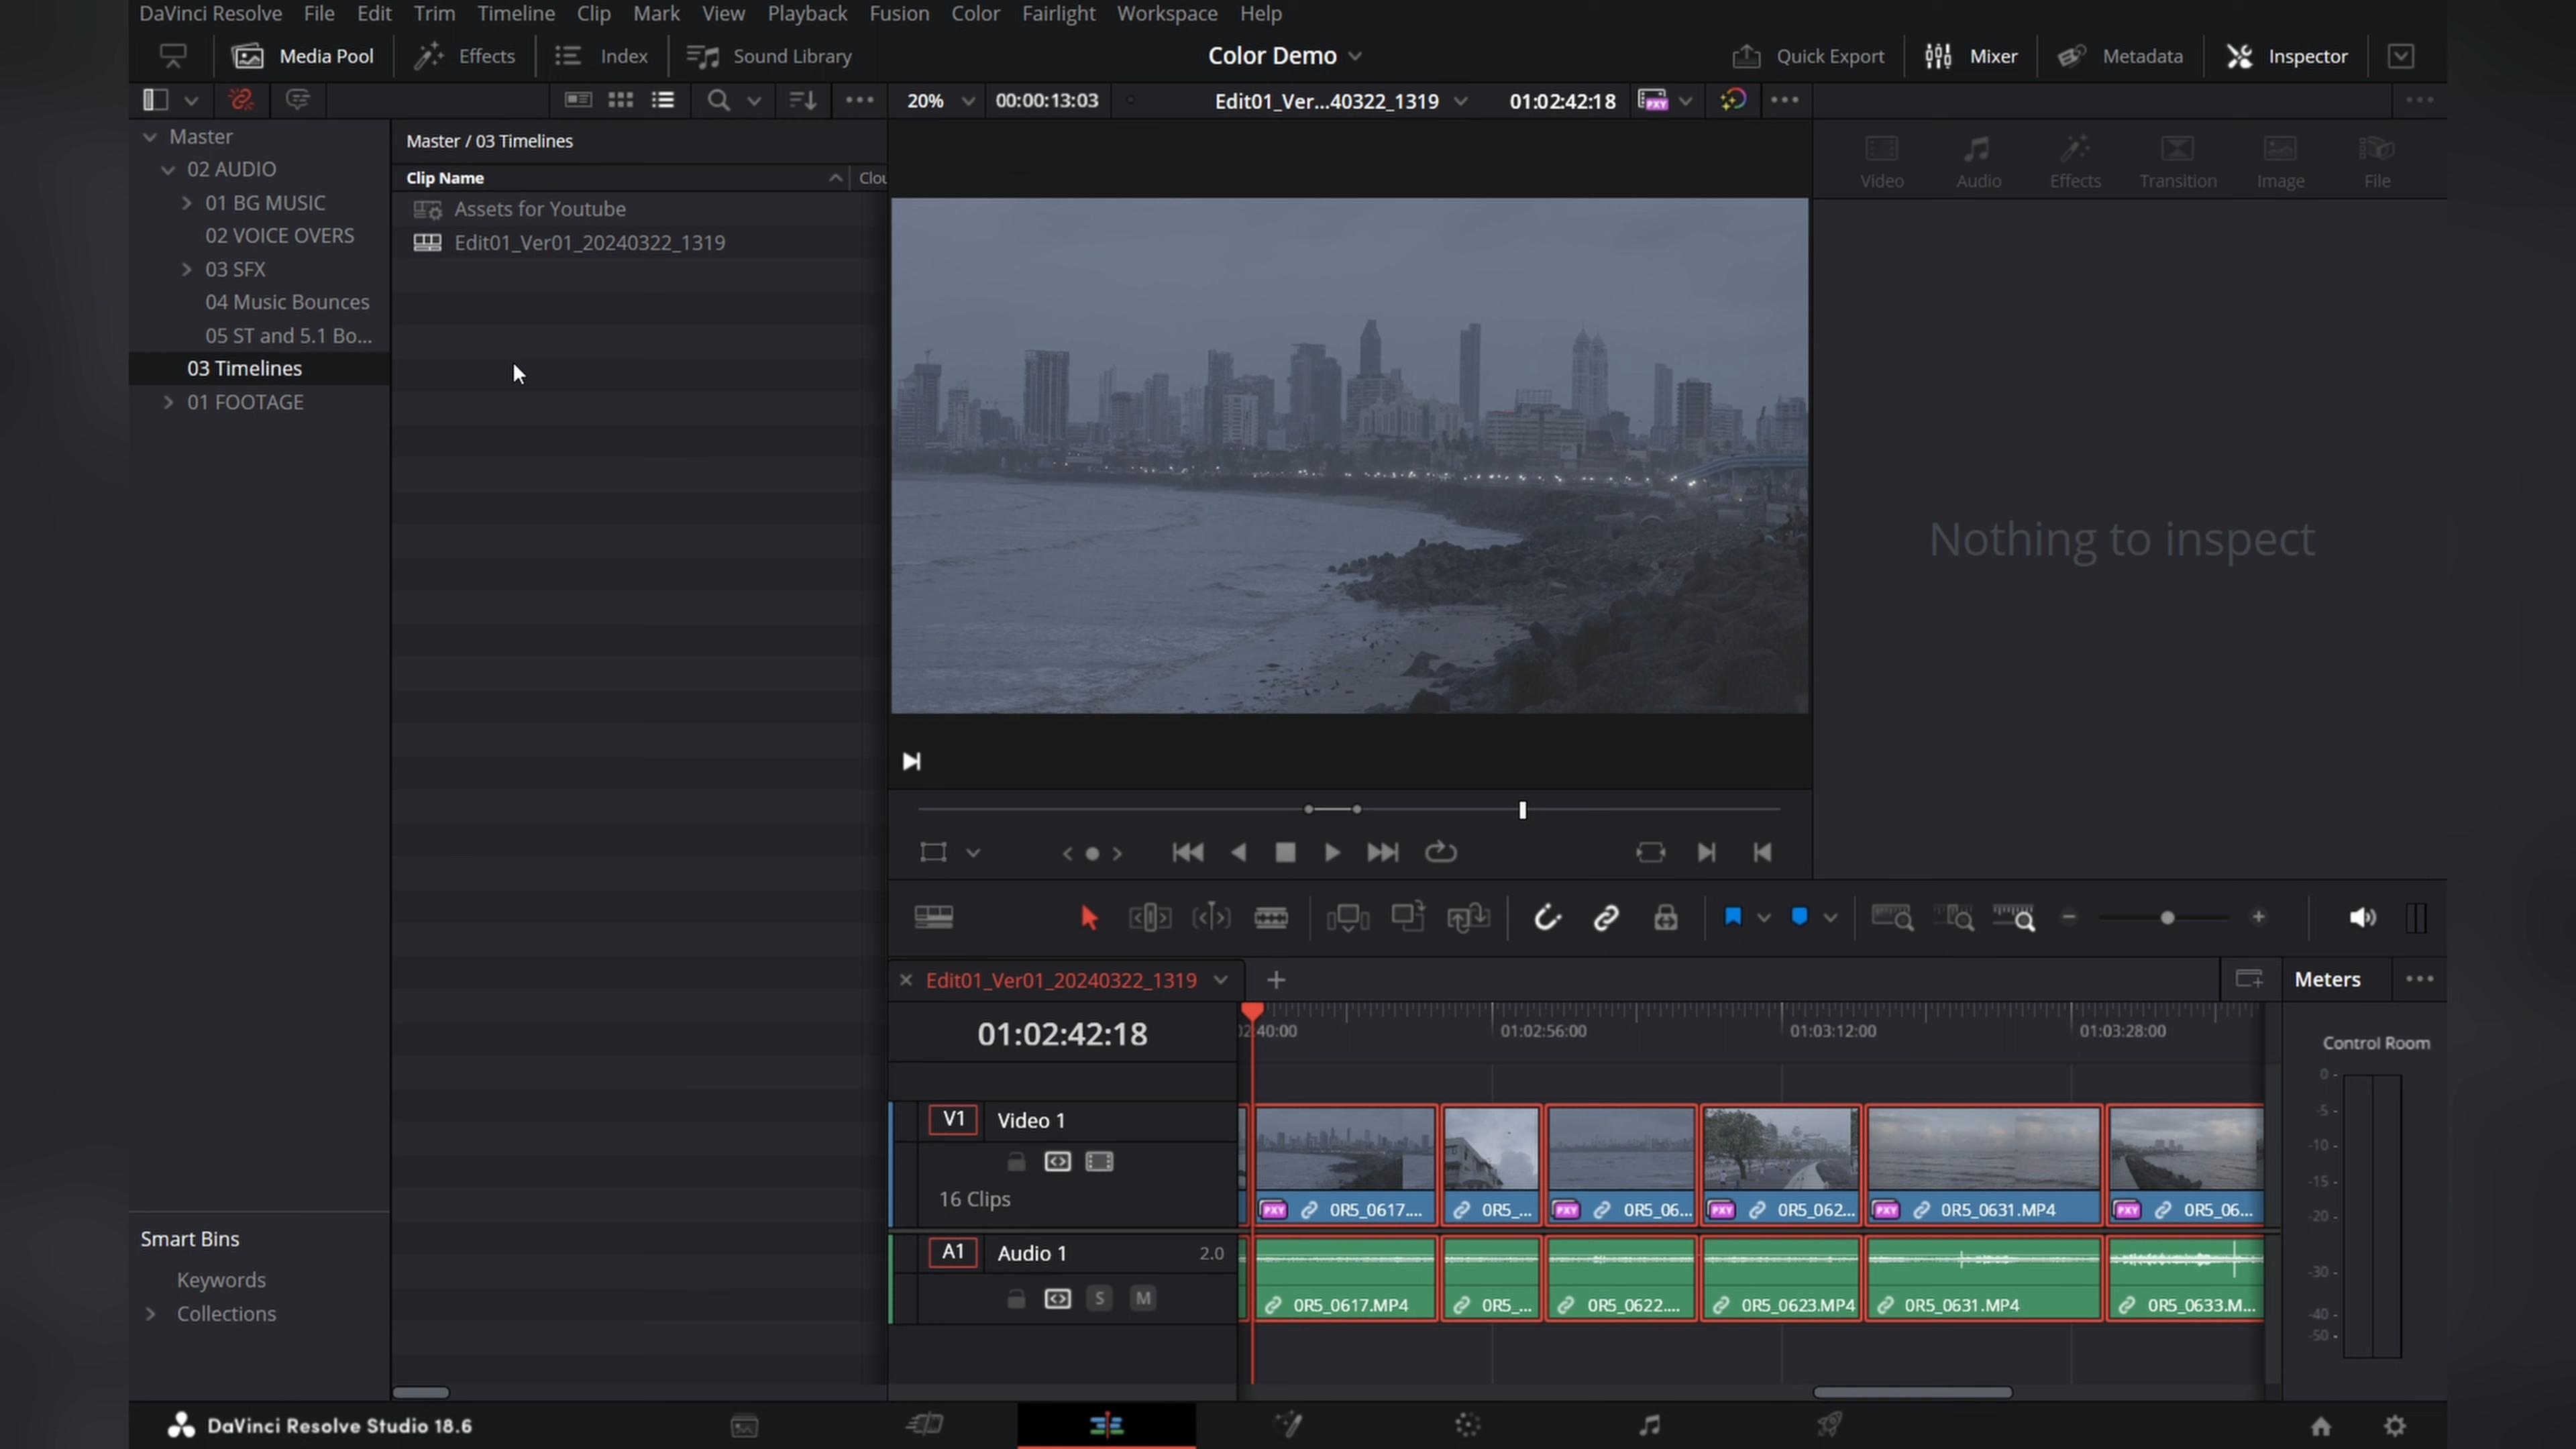 DaVinci Resolve File Edit Trim Timeline Clip Mark View Playback Fusion Color Fairlight Workspace Help
Media Pool Effects Index Sound Library Color Demo Quick Export Mixer Metadata Inspector
20% 00:00:13:03 Edit01_Ver...40322_1319 01:02:42:18 PXY
Master
02 AUDIO
01 BG MUSIC
02 VOICE OVERS
03 SFX
04 Music Bounces
05 ST and 5.1 Bo...
03 Timelines
01 FOOTAGE
Master / 03 Timelines
Clip Name Clou
Assets for Youtube
Edit01_Ver01_20240322_1319
Video Audio Effects Transition Image File
Nothing to inspect
Edit01_Ver01_20240322_1319
Meters
01:02:42:18
02:40:00 01:02:56:00 01:03:12:00 01:03:28:00
Control Room
0 -
-5 -
-10 -
-15 -
-20 -
-30 -
-40 -
-50 -
V1 Video 1
16 Clips
PXY 0R5_0617.... 0R5_... PXY 0R5_06... PXY 0R5_062... PXY 0R5_0631.MP4 PXY 0R5_06...
A1 Audio 1 2.0
S M
0R5_0617.MP4 0R5_... 0R5_0622.... 0R5_0623.MP4 0R5_0631.MP4 0R5_0633.M...
Smart Bins
Keywords
Collections
DaVinci Resolve Studio 18.6